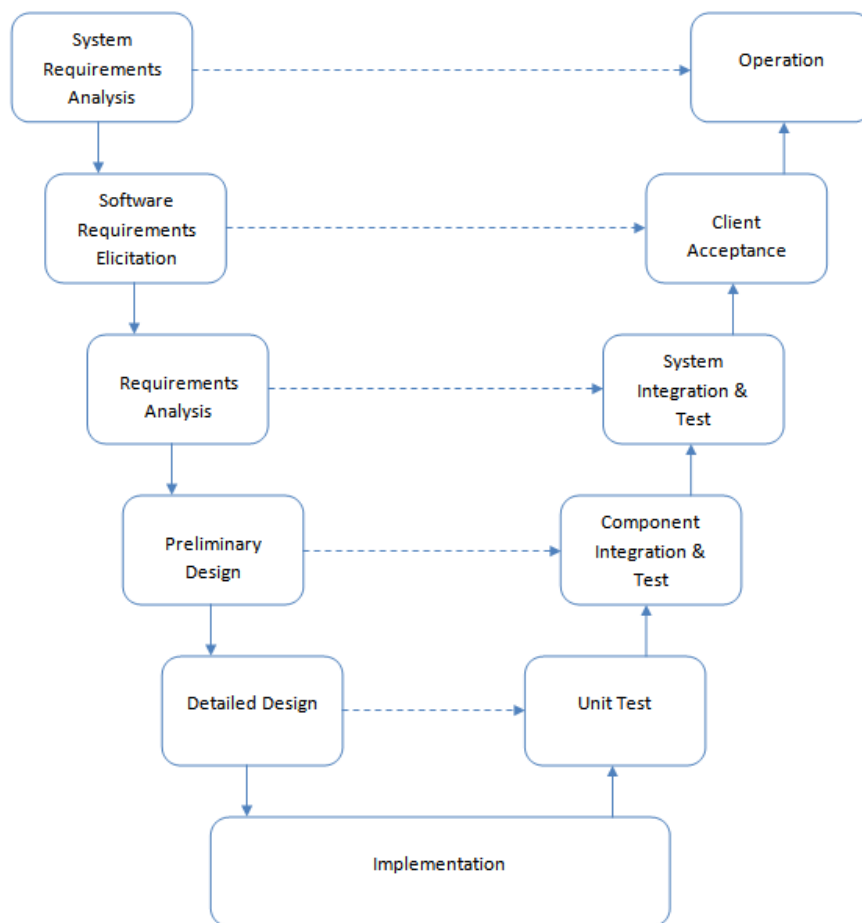 System
Requirements
Analysis
Operation
Software
Requirements
Elicitation
Client
Acceptance
Requirements
Analysis
System
Integration &
Test
Preliminary
Design
Component
Integration &
Test
Detailed Design
Unit Test
Implementation